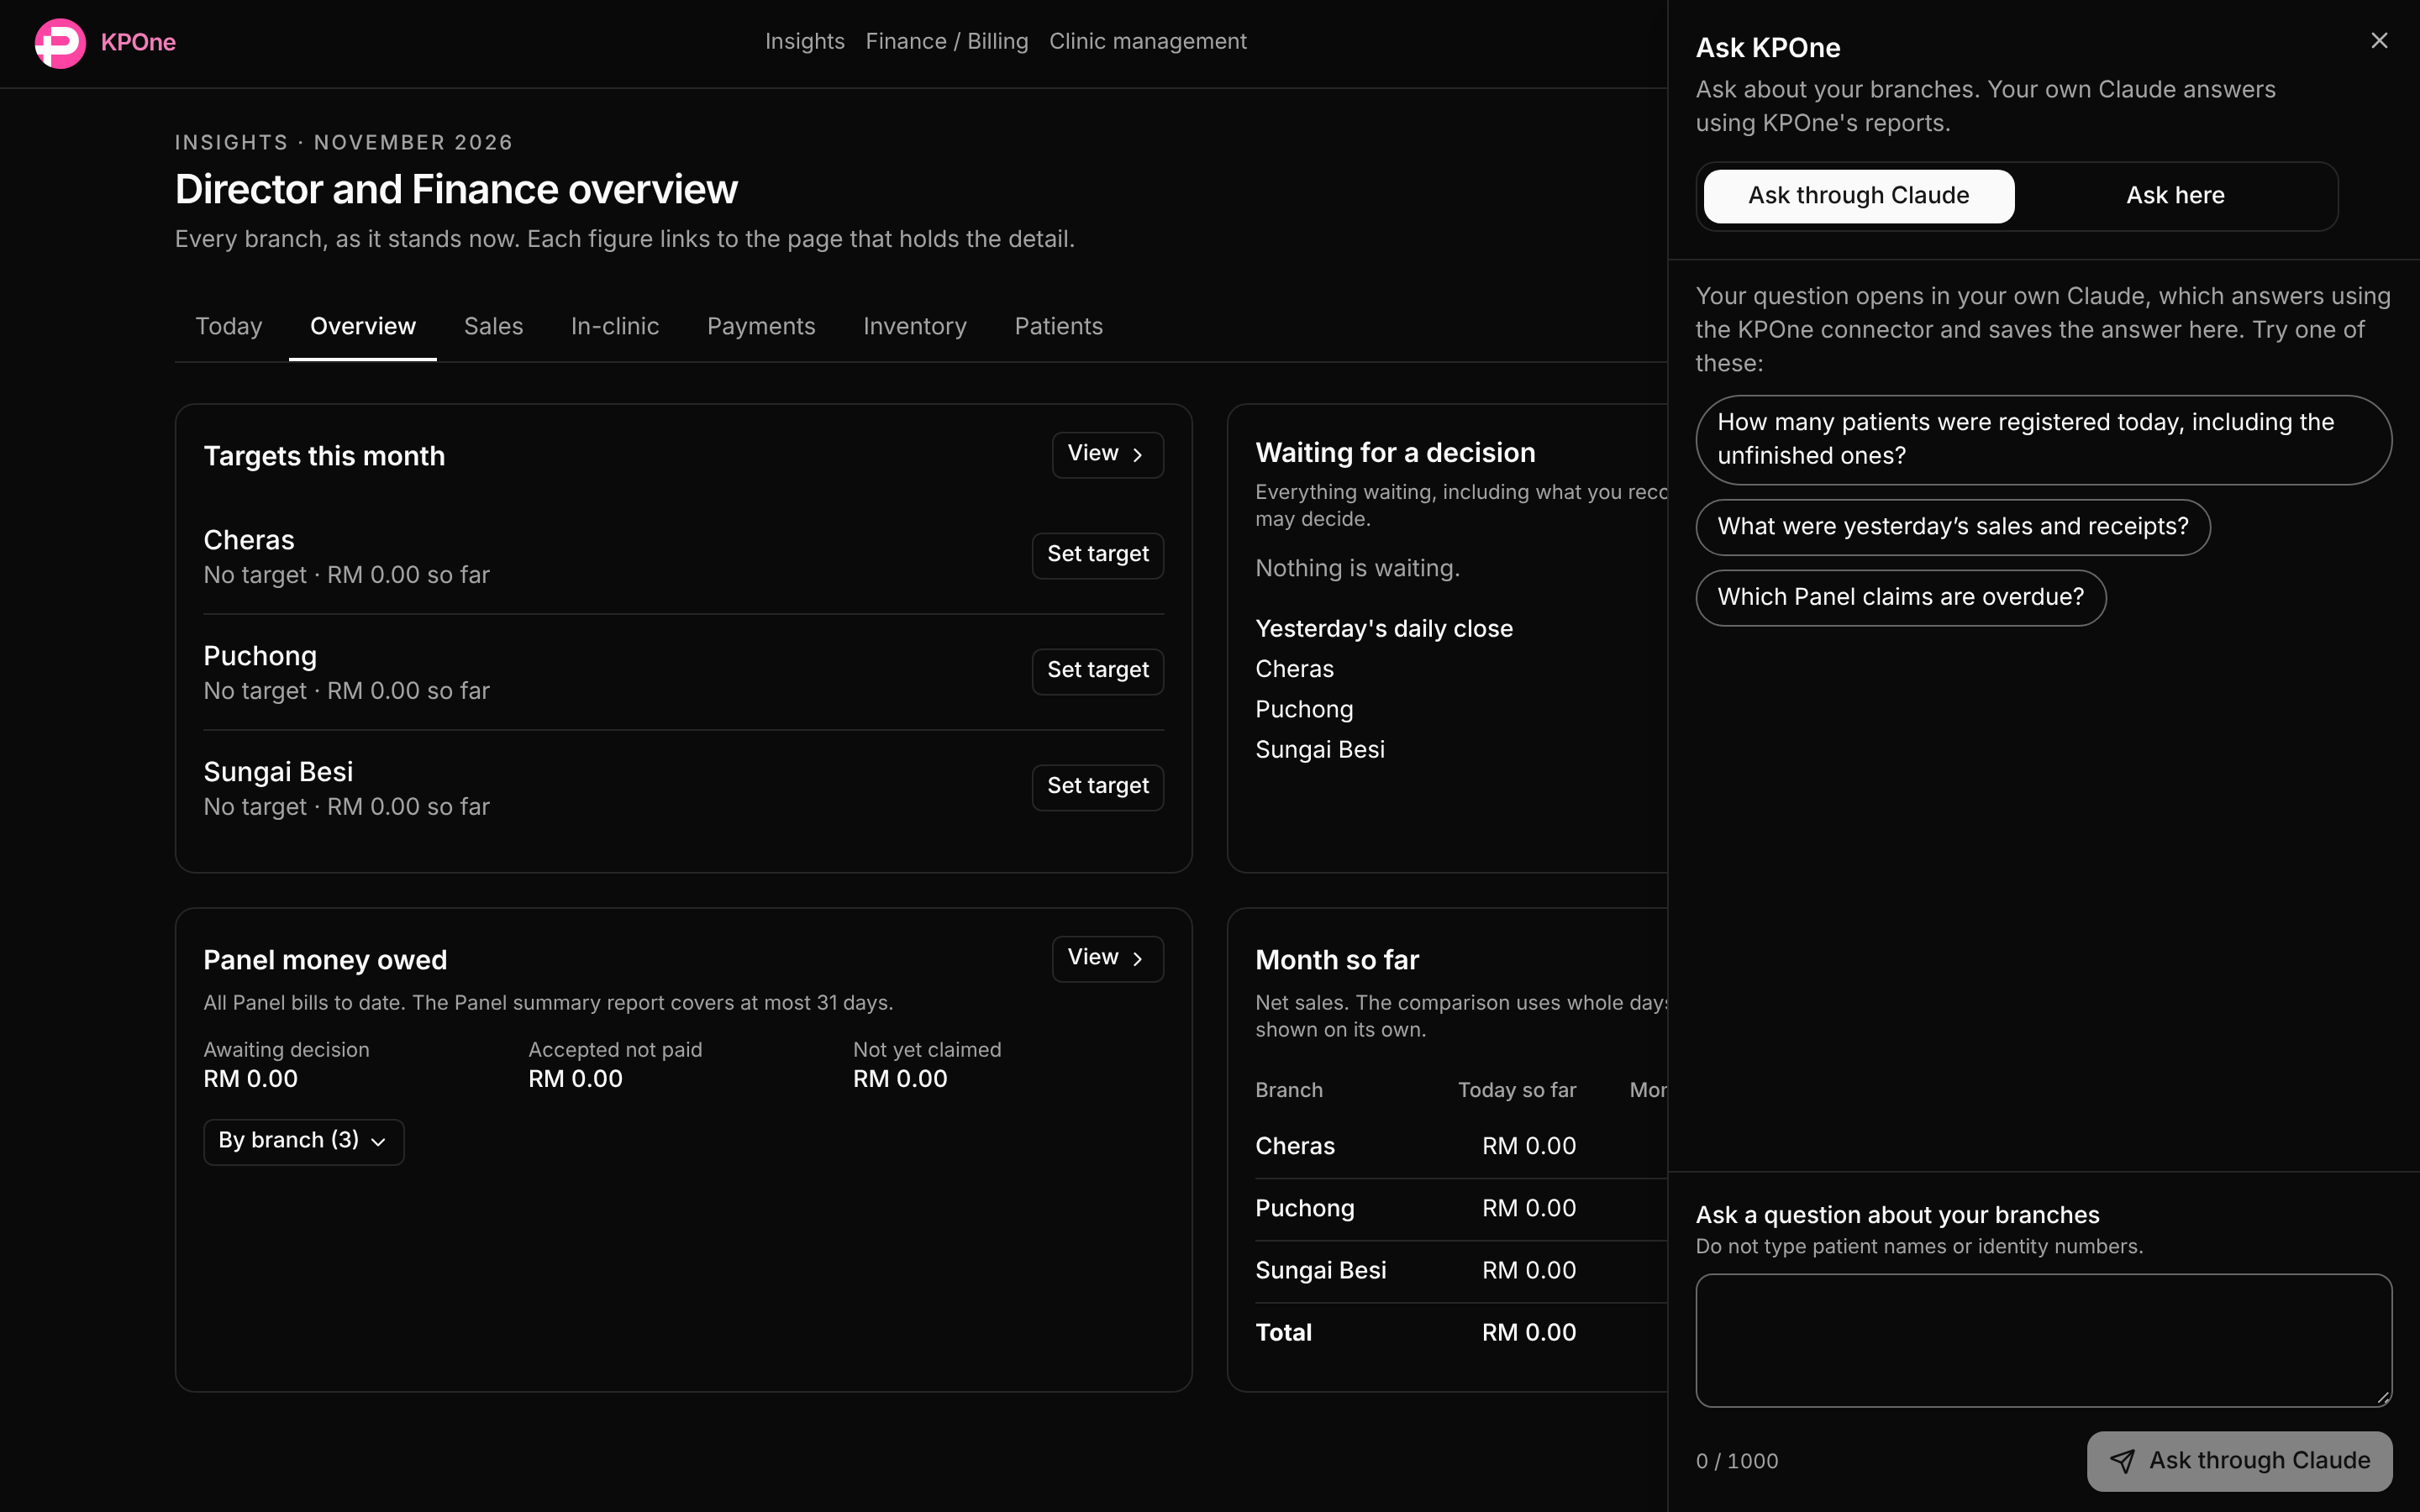 KPOne
Insights
Finance / Billing
Clinic management
INSIGHTS · NOVEMBER 2026
Director and Finance overview
Every branch, as it stands now. Each figure links to the page that holds the detail.
Today
Overview
Sales
In-clinic
Payments
Inventory
Patients
Targets this month
View
Cheras
No target · RM 0.00 so far
Set target
Puchong
No target · RM 0.00 so far
Set target
Sungai Besi
No target · RM 0.00 so far
Set target
Waiting for a decision
Everything waiting, including what you
may decide.
Nothing is waiting.
Yesterday's daily close
Cheras
Puchong
Sungai Besi
Panel money owed
View
All Panel bills to date. The Panel summary report covers at most 31 days.
Awaiting decision
RM 0.00
Accepted not paid
RM 0.00
Not yet claimed
RM 0.00
By branch (3)
Month so far
Net sales. The comparison uses whole days
shown on its own.
Branch
Today so far
Cheras
RM 0.00
Puchong
RM 0.00
Sungai Besi
RM 0.00
Total
RM 0.00
Ask KPOne
Ask about your branches. Your own Claude answers
using KPOne's reports.
Ask through Claude
Ask here
Your question opens in your own Claude, which answers using
the KPOne connector and saves the answer here. Try one of
these:
How many patients were registered today, including the
unfinished ones?
What were yesterday’s sales and receipts?
Which Panel claims are overdue?
Ask a question about your branches
Do not type patient names or identity numbers.
0 / 1000
Ask through Claude